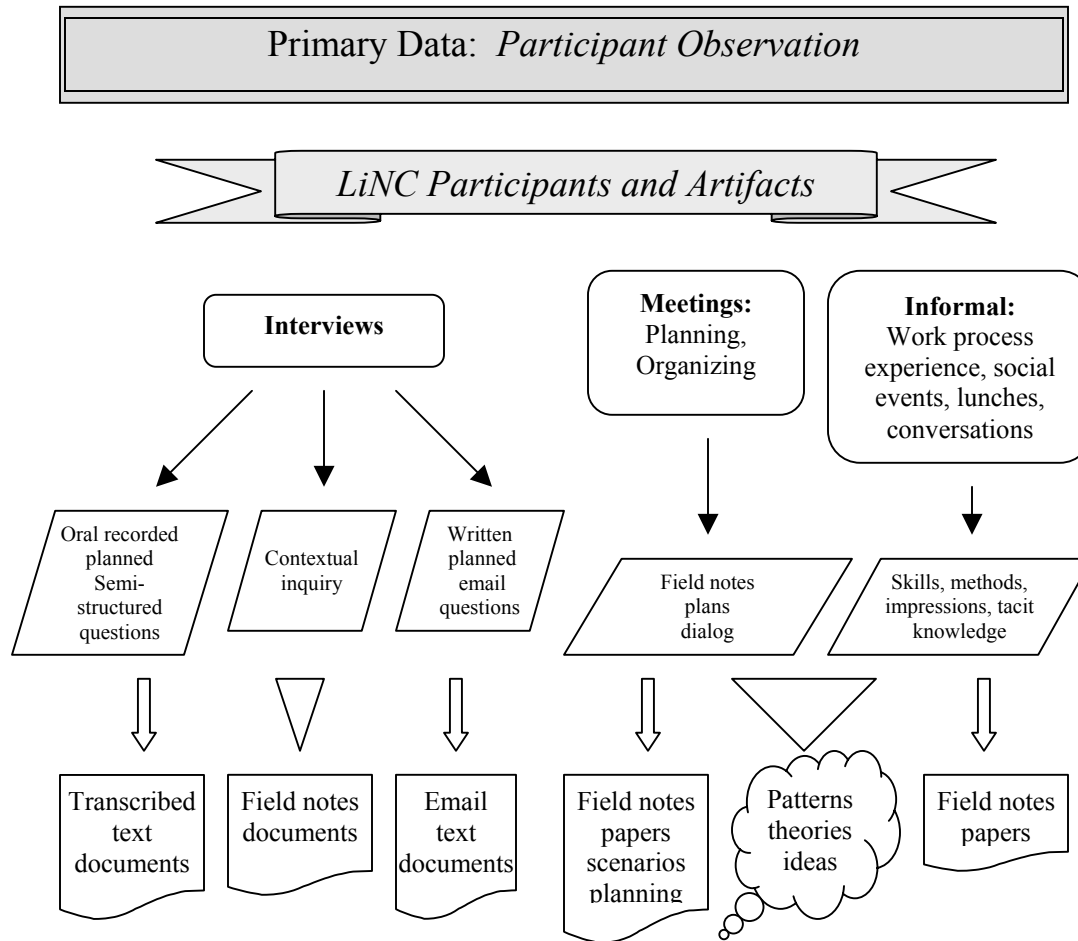 Primary Data: Participant Observation
LiNC Participants and Artifacts
Interviews
Meetings:
Planning,
Organizing
Informal:
Work process
experience, social
events, lunches,
conversations
Oral recorded
planned
Semi-
structured
questions
Contextual
inquiry
Written
planned
email
questions
Field notes
plans
dialog
Skills, methods,
impressions, tacit
knowledge
Transcribed
text
documents
Field notes
documents
Email
text
documents
Field notes
papers
scenarios
planning
Patterns
theories
ideas
Field notes
papers